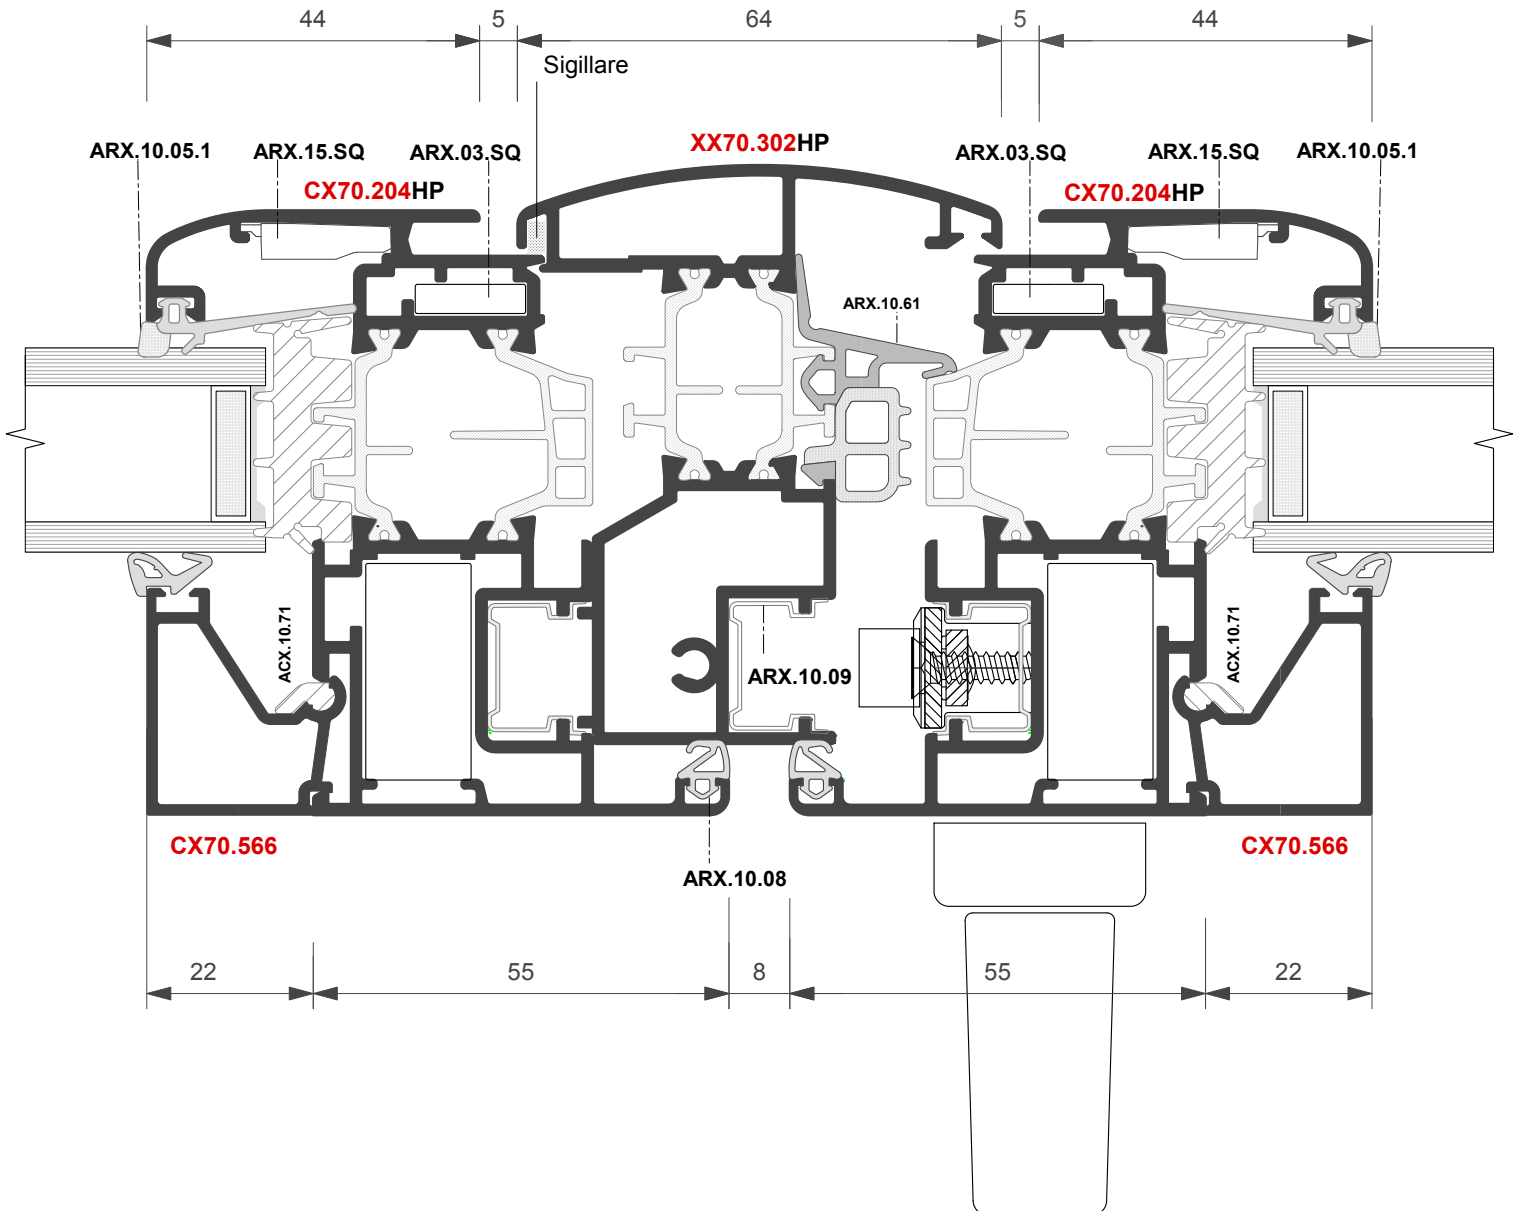 44 5 64 5 44
Sigillare
XX70.302HP
ARX.10.05.1 ARX.15.SQ ARX.03.SQ ARX.03.SQ ARX.15.SQ ARX.10.05.1
CX70.204HP CX70.204HP
ARX.10.61
ACX.10.71 ACX.10.71
ARX.10.09
CX70.566 CX70.566
ARX.10.08
22 55 8 55 22